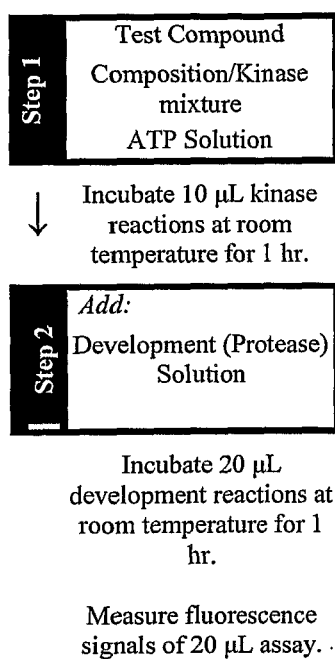 Step 1
Test Compound
Composition/Kinase
mixture
ATP Solution
Incubate 10 μL kinase
reactions at room
temperature for 1 hr.
Step 2
Add:
Development (Protease)
Solution
Incubate 20 μL
development reactions at
room temperature for 1
hr.
Measure fluorescence
signals of 20 μL assay. .